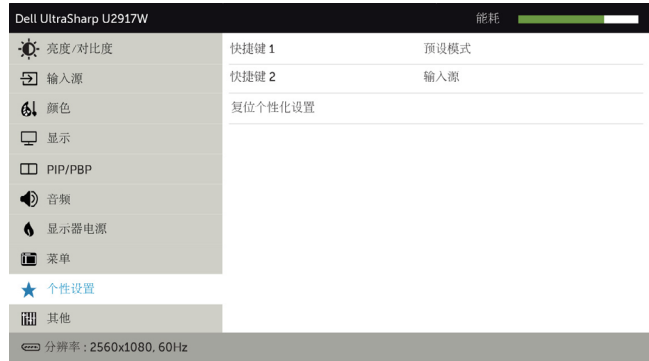 Dell UltraSharp U2917W 能耗
亮度/对比度 快捷键 1 预设模式
输入源 快捷键 2 输入源
颜色 复位个性化设置
显示
PIP/PBP
音频
显示器电源
菜单
个性设置
其他
分辨率 : 2560x1080, 60Hz